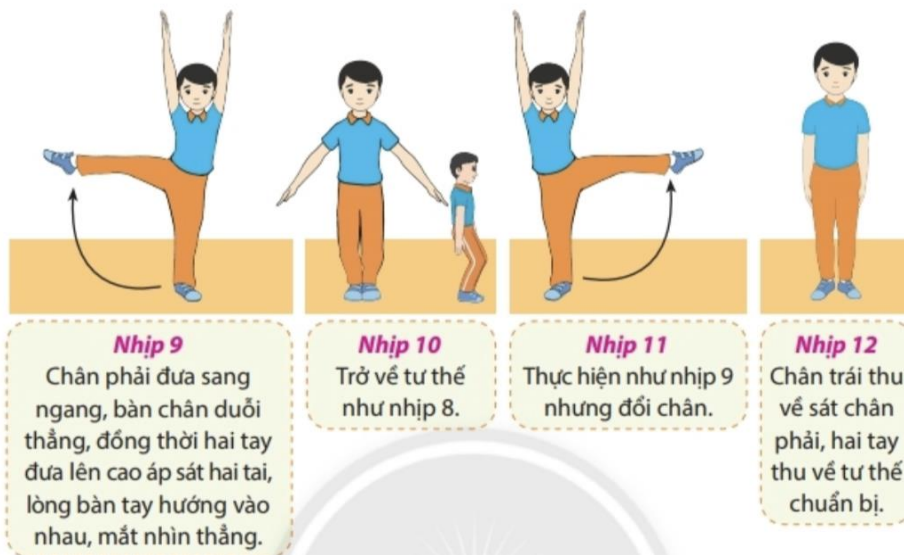 Nhịp 9
Chân phải đưa sang
ngang, bàn chân duỗi
thẳng, đồng thời hai tay
đưa lên cao áp sát hai tai,
lòng bàn tay hướng vào
nhau, mắt nhìn thẳng.
Nhịp 10
Trở về tư thế
như nhịp 8.
Nhịp 11
Thực hiện như nhịp 9
nhưng đổi chân.
Nhịp 12
Chân trái thu
về sát chân
phải, hai tay
thu về tư thế
chuẩn bị.